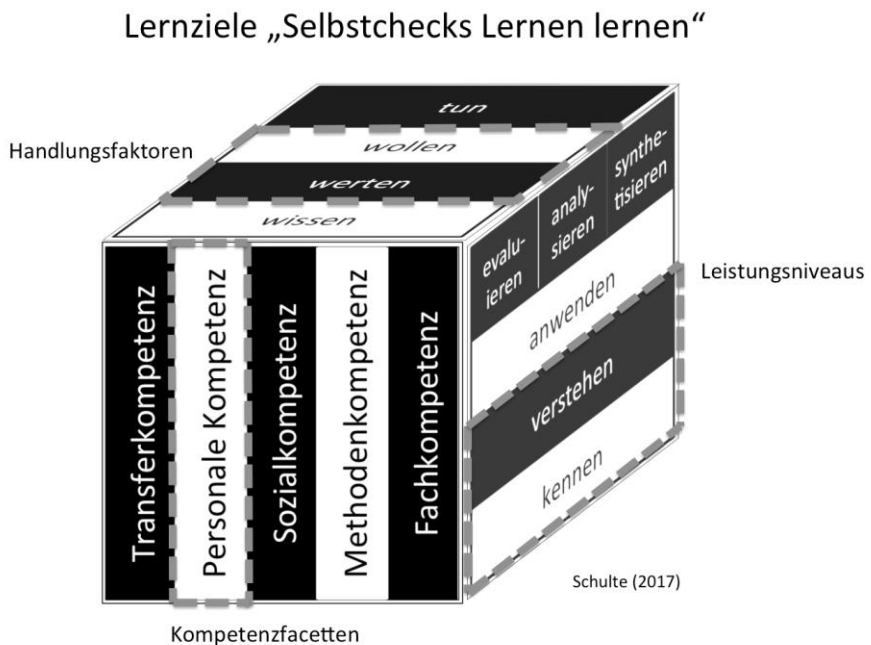 Lernziele „Selbstchecks Lernen lernen“
Handlungsfaktoren
tun
wollen
werten
wissen
evalu-
ieren
analy-
sieren
synthe-
tisieren
anwenden
verstehen
kennen
Leistungsniveaus
Transferkompetenz
Personale Kompetenz
Sozialkompetenz
Methodenkompetenz
Fachkompetenz
Schulte (2017)
Kompetenzfacetten